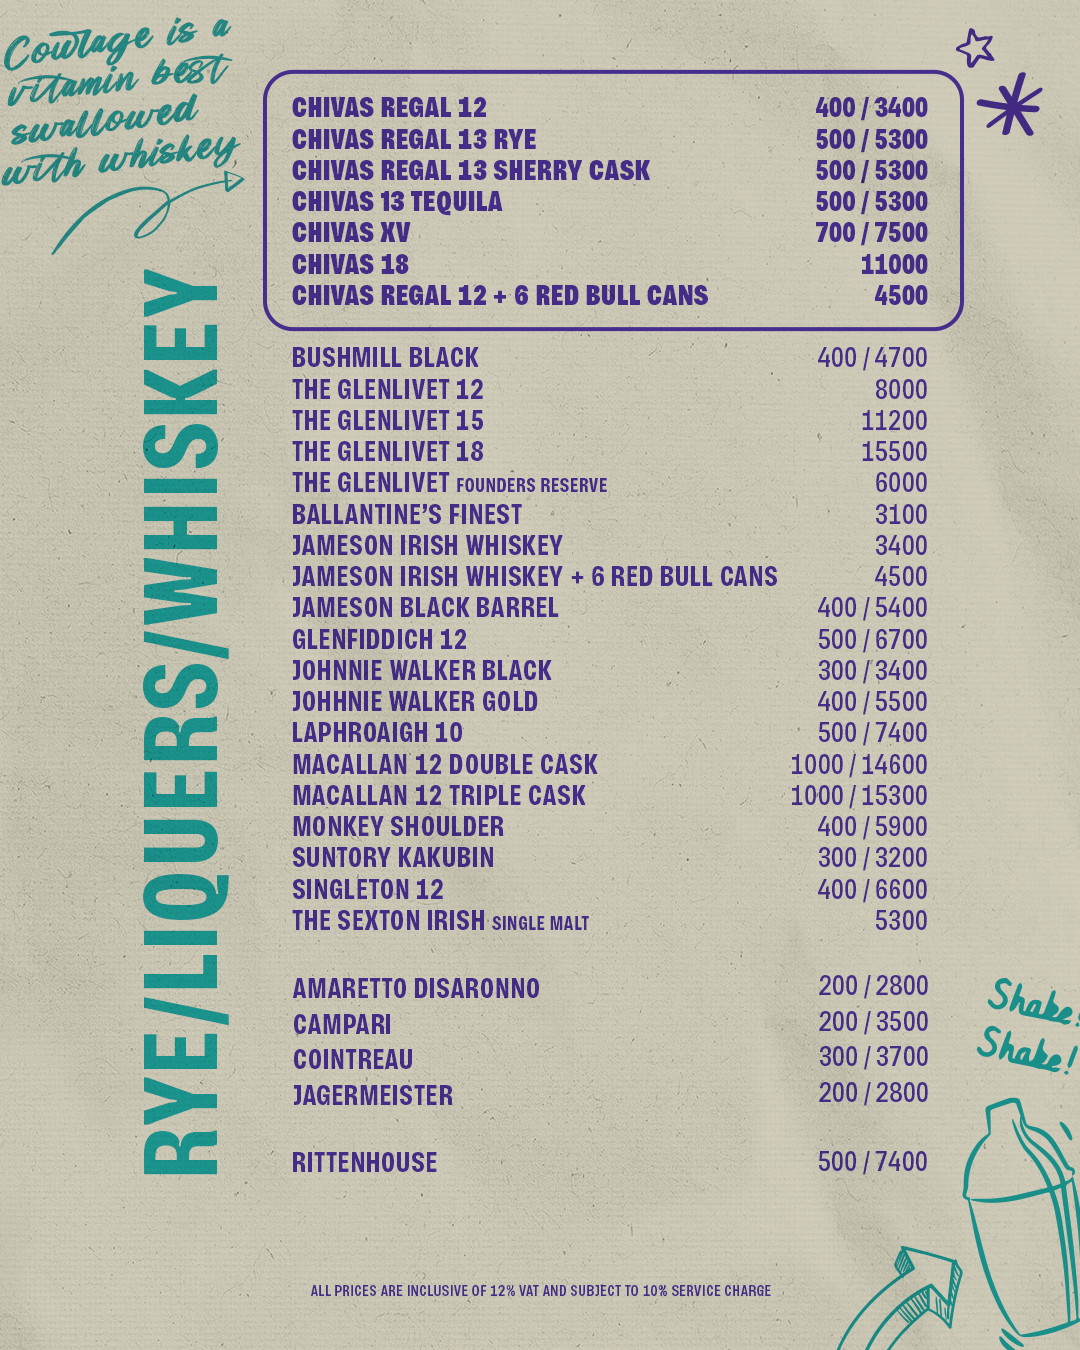 Courage is a
vitamin best
swallowed
with whiskey,
RYE/LIQUERS/WHISKEY
CHIVAS REGAL 12 400 / 3400
CHIVAS REGAL 13 RYE 500 / 5300
CHIVAS REGAL 13 SHERRY CASK 500 / 5300
CHIVAS 13 TEQUILA 500 / 5300
CHIVAS XV 700 / 7500
CHIVAS 18 11000
CHIVAS REGAL 12 + 6 RED BULL CANS 4500
BUSHMILL BLACK 400 / 4700
THE GLENLIVET 12 8000
THE GLENLIVET 15 11200
THE GLENLIVET 18 15500
THE GLENLIVET FOUNDERS RESERVE 6000
BALLANTINE'S FINEST 3100
JAMESON IRISH WHISKEY 3400
JAMESON IRISH WHISKEY + 6 RED BULL CANS 4500
JAMESON BLACK BARREL 400 / 5400
GLENFIDDICH 12 500 / 6700
JOHNNIE WALKER BLACK 300 / 3400
JOHHNIE WALKER GOLD 400 / 5500
LAPHROAIGH 10 500 / 7400
MACALLAN 12 DOUBLE CASK 1000 / 14600
MACALLAN 12 TRIPLE CASK 1000 / 15300
MONKEY SHOULDER 400 / 5900
SUNTORY KAKUBIN 300 / 3200
SINGLETON 12 400 / 6600
THE SEXTON IRISH SINGLE MALT 5300
AMARETTO DISARONNO 200 / 2800
CAMPARI 200 / 3500
COINTREAU 300 / 3700
JAGERMEISTER 200 / 2800
RITTENHOUSE 500 / 7400
Shake!
Shake!
ALL PRICES ARE INCLUSIVE OF 12% VAT AND SUBJECT TO 10% SERVICE CHARGE